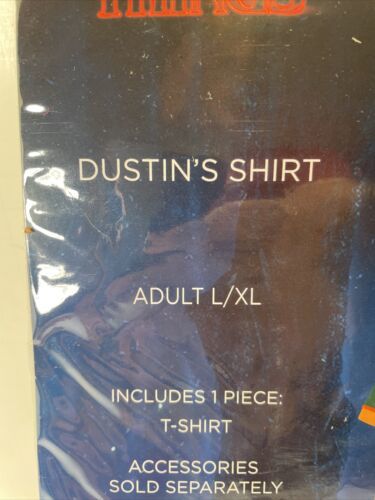 DUSTIN'S SHIRT
ADULT L/XL
INCLUDES 1 PIECE:
T-SHIRT
ACCESSORIES
SOLD SEPARATELY